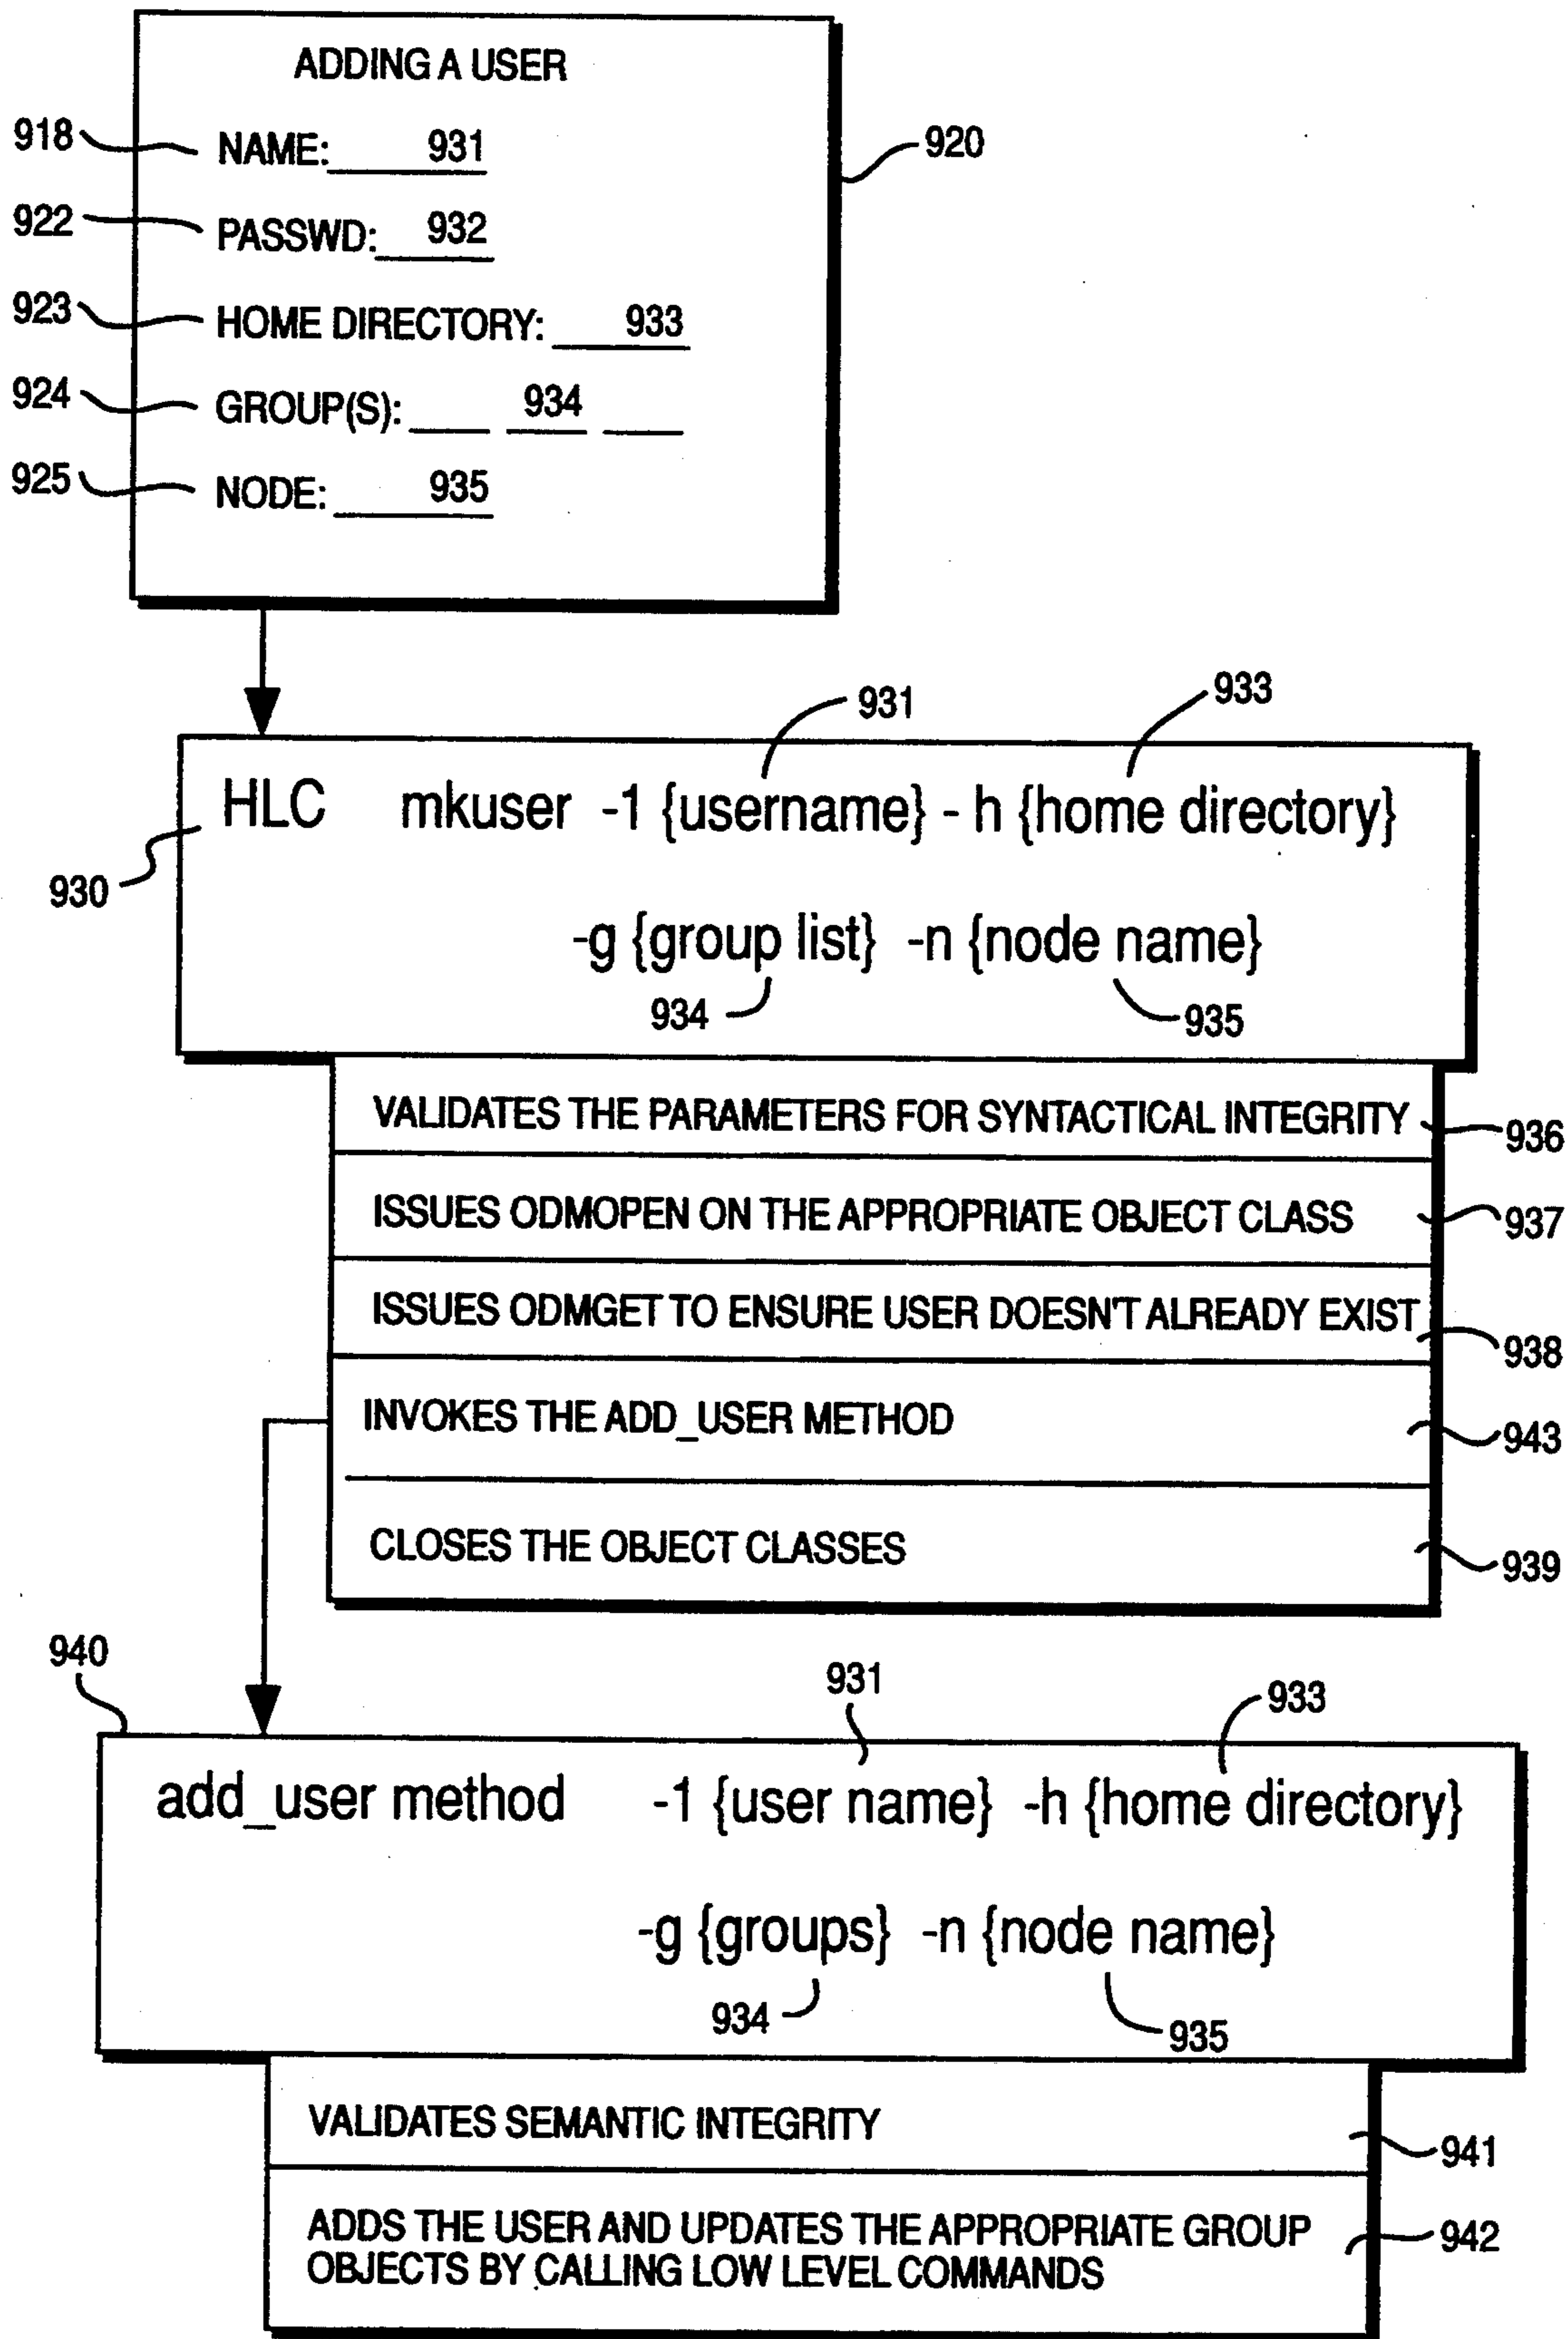 ADDING A USER
918 NAME: 931 920
922 PASSWD: 932
923 HOME DIRECTORY: 933
924 GROUP(S): 934
925 NODE: 935
931 933
HLC mkuser -1 {username} - h {home directory}
930
-g {group list} -n {node name}
934 935
VALIDATES THE PARAMETERS FOR SYNTACTICAL INTEGRITY 936
ISSUES ODMOPEN ON THE APPROPRIATE OBJECT CLASS 937
ISSUES ODMGET TO ENSURE USER DOESN'T ALREADY EXIST 938
INVOKES THE ADD_USER METHOD 943
CLOSES THE OBJECT CLASSES 939
940 931 933
add_user method -1 {user name} -h {home directory}
-g {groups} -n {node name}
934 935
VALIDATES SEMANTIC INTEGRITY 941
ADDS THE USER AND UPDATES THE APPROPRIATE GROUP 942
OBJECTS BY CALLING LOW LEVEL COMMANDS